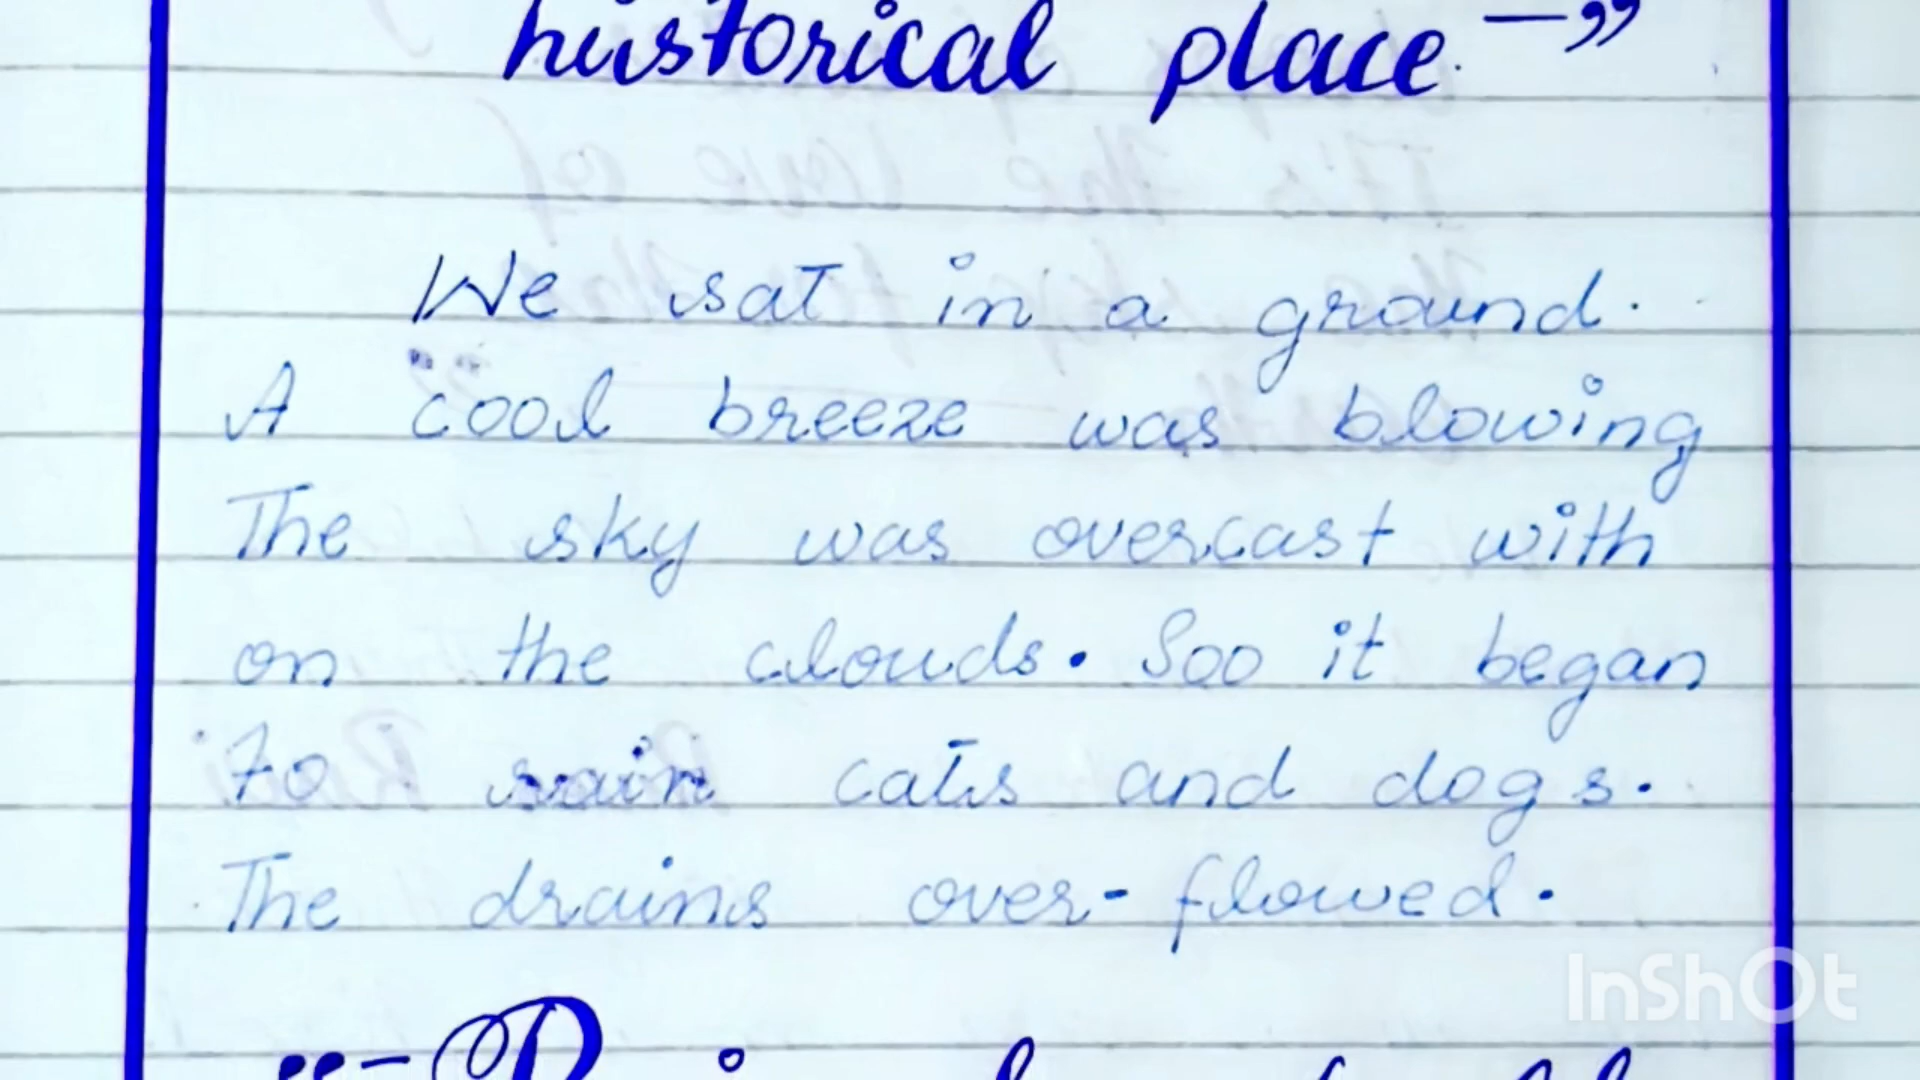 historical place —”
We sat in a ground.
A cool breeze was blowing
The sky was overcast with
on the clouds. Soo it began
To rain cats and dogs.
The drains over-flowed.
InShOt